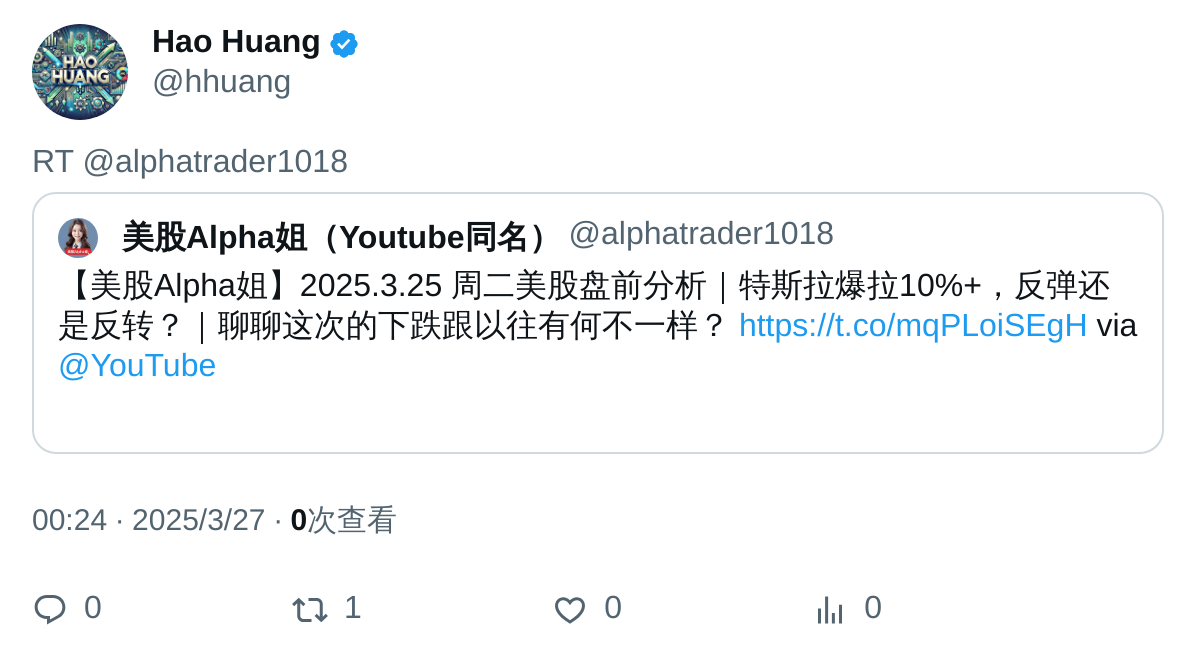 HAO
HUANG
Hao Huang
@hhuang
RT @alphatrader1018
美股Alpha姐（Youtube同名） @alphatrader1018
【美股Alpha姐】2025.3.25 周二美股盘前分析｜特斯拉爆拉10%+，反弹还
是反转？｜聊聊这次的下跌跟以往有何不一样？ https://t.co/mqPLoiSEgH via
@YouTube
00:24 · 2025/3/27 · 0次查看
0 1 0 0